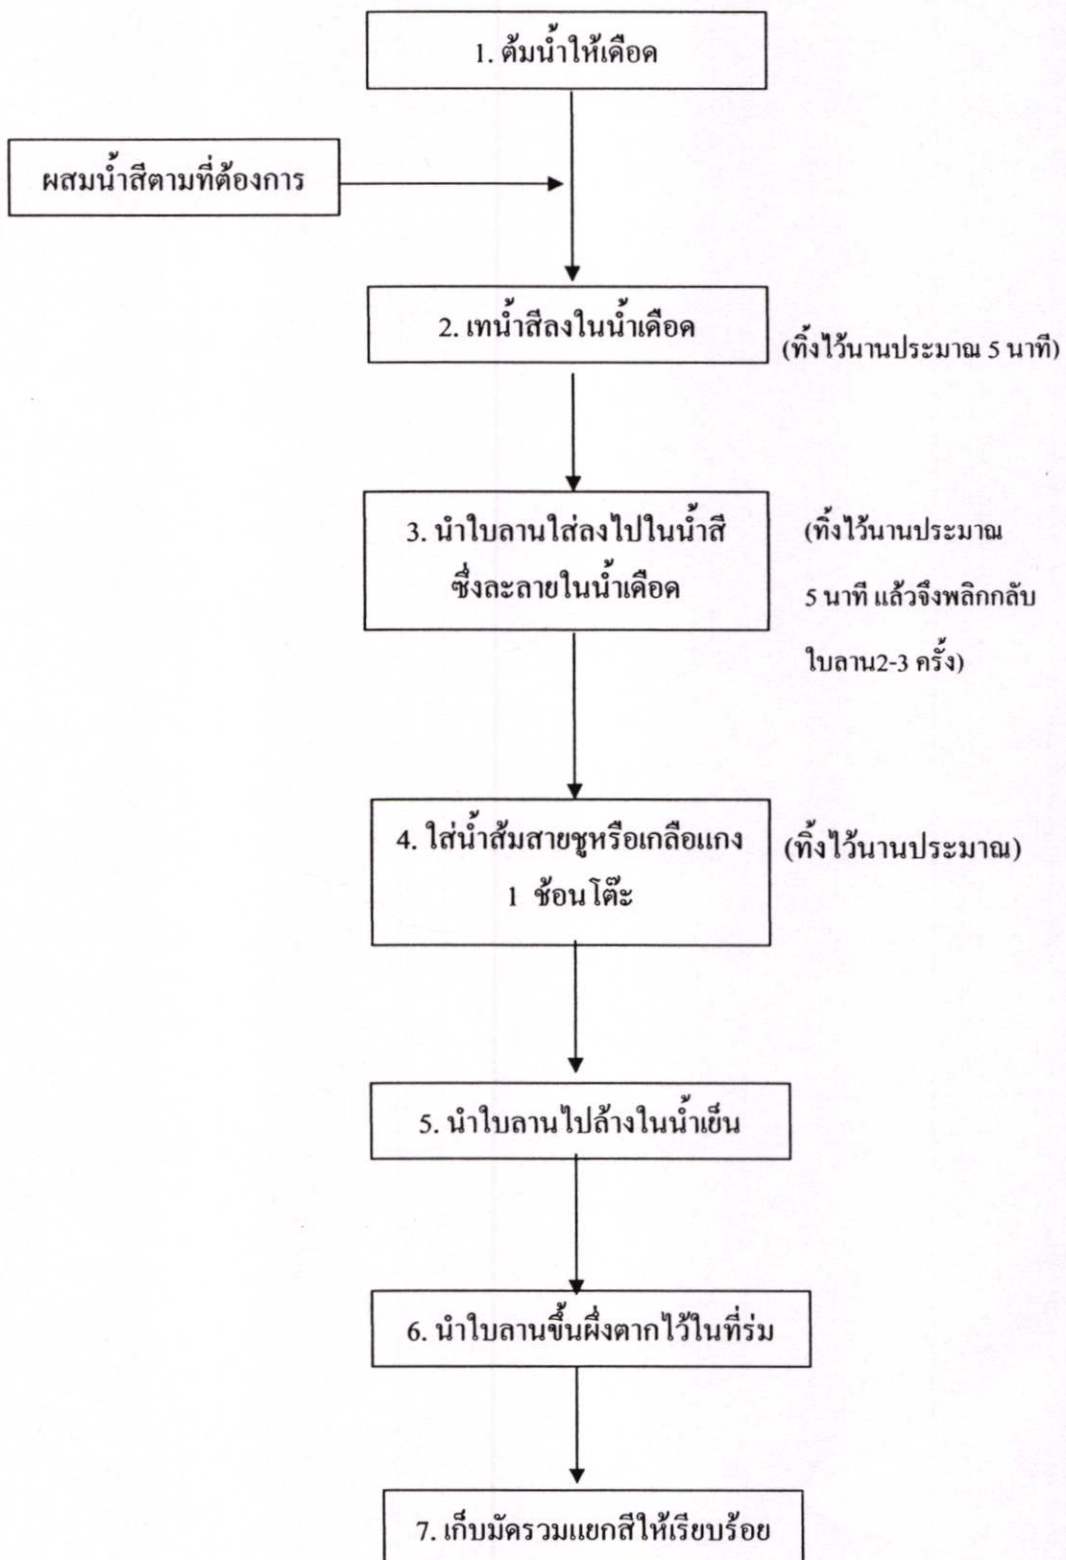 1. ต้มน้ำให้เดือด
ผสมน้ำสีตามที่ต้องการ
2. เทน้ำสีลงในน้ำเดือด
(ทิ้งไว้นานประมาณ 5 นาที)
3. นำใบลานใส่ลงไปในน้ำสี
ซึ่งละลายในน้ำเดือด
(ทิ้งไว้นานประมาณ
5 นาที แล้วจึงพลิกกลับ
ใบลาน2-3 ครั้ง)
4. ใส่น้ำส้มสายชูหรือเกลือแกง
1 ช้อนโต๊ะ
(ทิ้งไว้นานประมาณ)
5. นำใบลานไปล้างในน้ำเย็น
6. นำใบลานขึ้นผึ่งตากไว้ในที่ร่ม
7. เก็บมัดรวมแยกสีให้เรียบร้อย